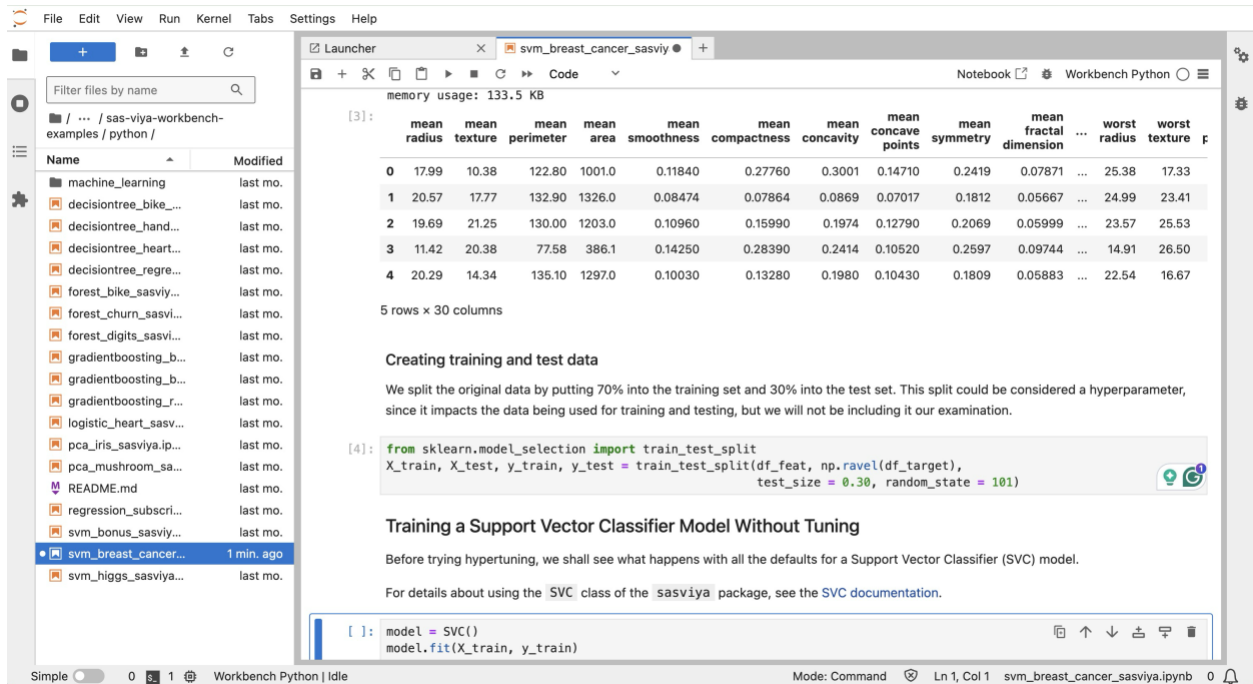 File Edit View Run Kernel Tabs Settings Help
+
Filter files by name
/ ··· / sas-viya-workbench-
examples / python /
Name Modified
machine_learning last mo.
decisiontree_bike_... last mo.
decisiontree_hand... last mo.
decisiontree_heart... last mo.
decisiontree_regre... last mo.
forest_bike_sasviy... last mo.
forest_churn_sasvi... last mo.
forest_digits_sasvi... last mo.
gradientboosting_b... last mo.
gradientboosting_b... last mo.
gradientboosting_r... last mo.
logistic_heart_sasv... last mo.
pca_iris_sasviya.ip... last mo.
pca_mushroom_sa... last mo.
README.md last mo.
regression_subscri... last mo.
svm_bonus_sasviy... last mo.
svm_breast_cancer... 1 min. ago
svm_higgs_sasviya... last mo.
Launcher × svm_breast_cancer_sasviy +
Code Notebook Workbench Python
memory usage: 133.5 KB
[3]:
mean radius mean texture mean perimeter mean area mean smoothness mean compactness mean concavity mean concave points mean symmetry mean fractal dimension ... worst radius worst texture p
0 17.99 10.38 122.80 1001.0 0.11840 0.27760 0.3001 0.14710 0.2419 0.07871 ... 25.38 17.33
1 20.57 17.77 132.90 1326.0 0.08474 0.07864 0.0869 0.07017 0.1812 0.05667 ... 24.99 23.41
2 19.69 21.25 130.00 1203.0 0.10960 0.15990 0.1974 0.12790 0.2069 0.05999 ... 23.57 25.53
3 11.42 20.38 77.58 386.1 0.14250 0.28390 0.2414 0.10520 0.2597 0.09744 ... 14.91 26.50
4 20.29 14.34 135.10 1297.0 0.10030 0.13280 0.1980 0.10430 0.1809 0.05883 ... 22.54 16.67
5 rows × 30 columns
Creating training and test data
We split the original data by putting 70% into the training set and 30% into the test set. This split could be considered a hyperparameter,
since it impacts the data being used for training and testing, but we will not be including it our examination.
[4]: from sklearn.model_selection import train_test_split
X_train, X_test, y_train, y_test = train_test_split(df_feat, np.ravel(df_target),
test_size = 0.30, random_state = 101)
1
Training a Support Vector Classifier Model Without Tuning
Before trying hypertuning, we shall see what happens with all the defaults for a Support Vector Classifier (SVC) model.
For details about using the SVC class of the sasviya package, see the SVC documentation.
[ ]: model = SVC()
model.fit(X_train, y_train)
Simple 0 1 Workbench Python | Idle Mode: Command Ln 1, Col 1 svm_breast_cancer_sasviya.ipynb 0